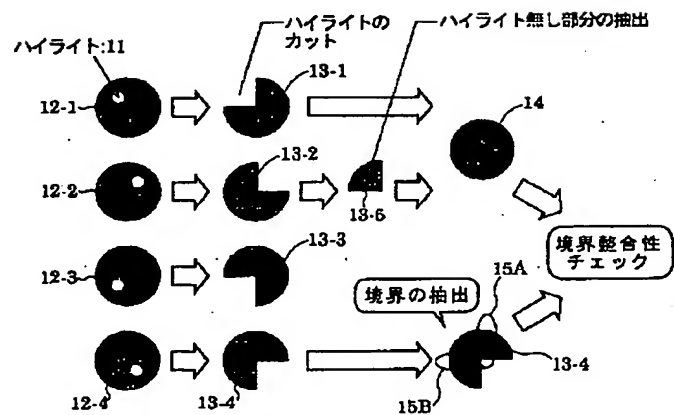 ハイライト:11
ハイライトの
カット
ハイライト無し部分の抽出
12-1
13-1
14
12-2
13-2
13-5
12-3
13-3
境界整合性
チェック
境界の抽出
15A
12-4
13-4
15B
13-4